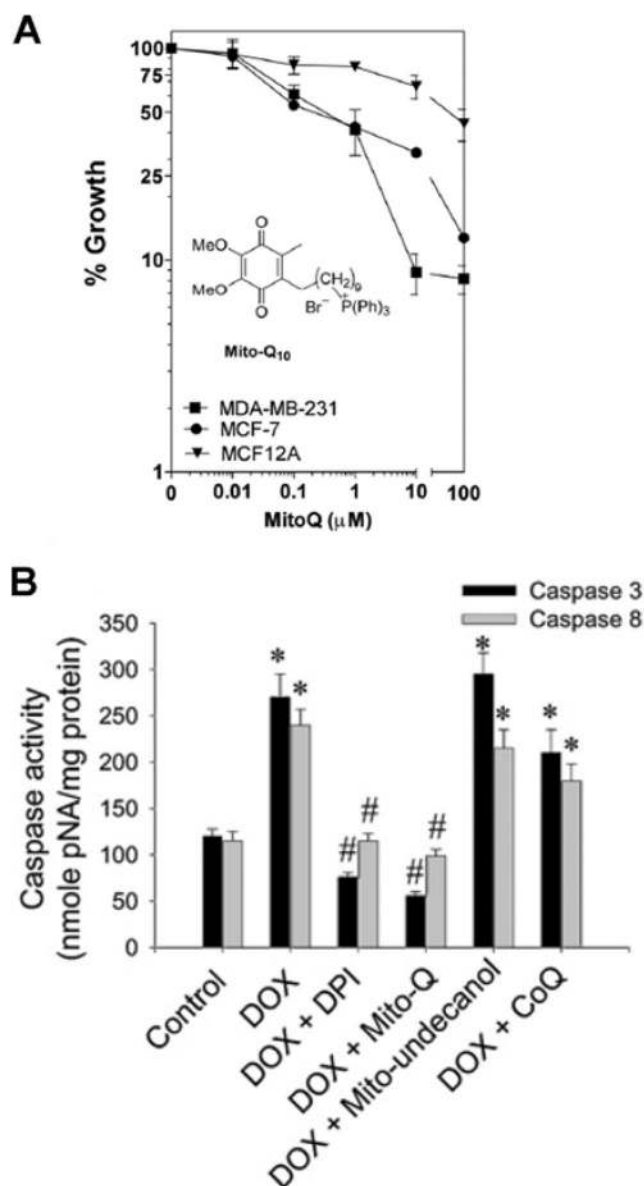 A
100
75
50
25
10
1
% Growth
O
MeO
MeO
O
(CH₂)₉
Br⁻
P⁺(Ph)₃
Mito-Q₁₀
MDA-MB-231
MCF-7
MCF12A
0 0.01 0.1 1 10 100
MitoQ (μM)
B
Caspase 3
Caspase 8
Caspase activity
(nmole pNA/mg protein)
350
300
250
200
150
100
50
0
* * # # # # * * * *
Control
DOX
DOX + DPI
DOX + Mito-Q
DOX + Mito-undecanol
DOX + CoQ